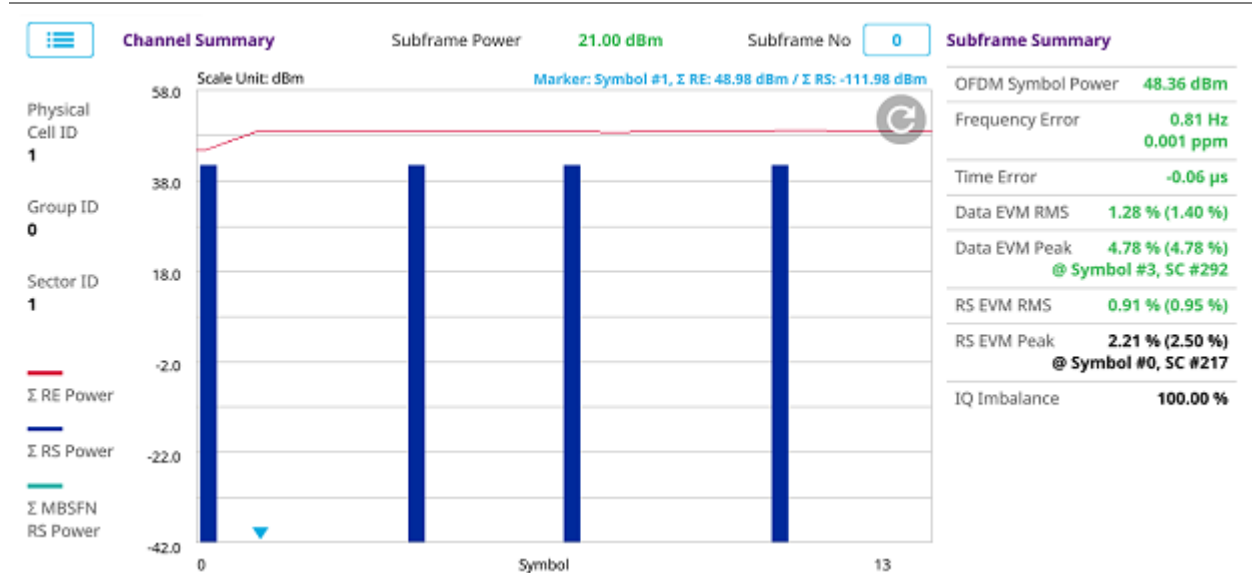 Channel Summary
Subframe Power 21.00 dBm
Subframe No 0
Scale Unit: dBm
Marker: Symbol #1, Σ RE: 48.98 dBm / Σ RS: -111.98 dBm
Physical
Cell ID
1
Group ID
0
Sector ID
1
Σ RE Power
Σ RS Power
Σ MBSFN
RS Power
58.0
38.0
18.0
-2.0
-22.0
-42.0
0 Symbol 13
Subframe Summary
OFDM Symbol Power 48.36 dBm
Frequency Error 0.81 Hz
0.001 ppm
Time Error -0.06 µs
Data EVM RMS 1.28 % (1.40 %)
Data EVM Peak 4.78 % (4.78 %)
@ Symbol #3, SC #292
RS EVM RMS 0.91 % (0.95 %)
RS EVM Peak 2.21 % (2.50 %)
@ Symbol #0, SC #217
IQ Imbalance 100.00 %